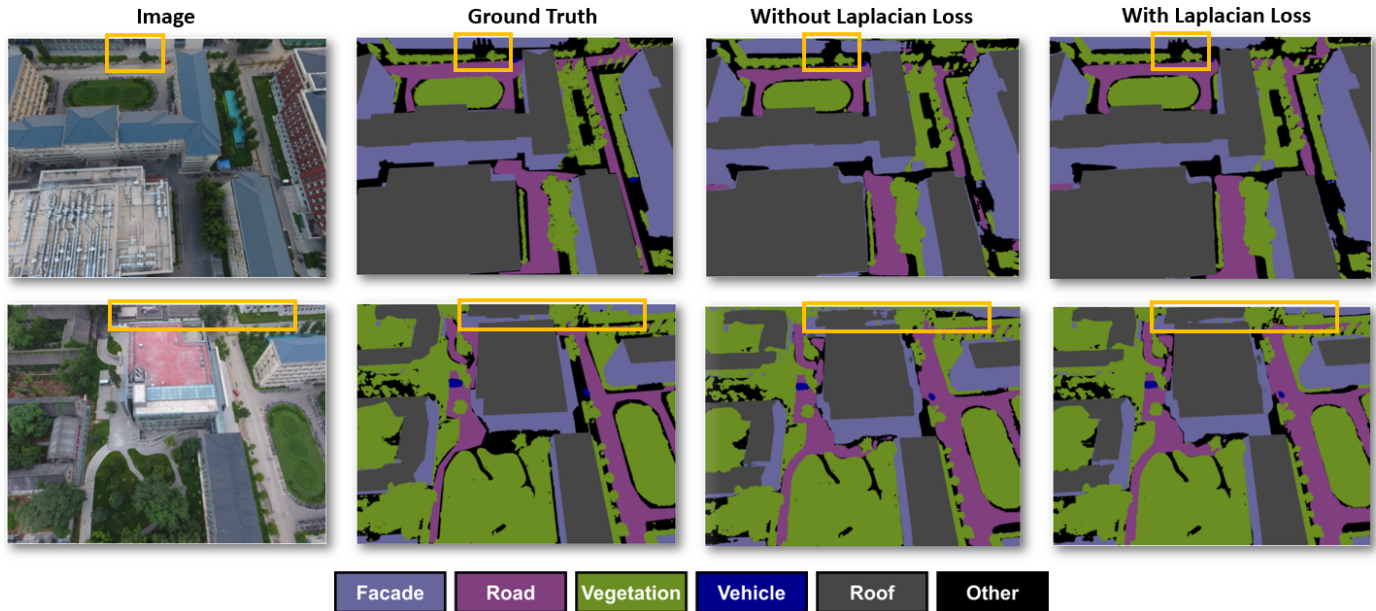 Image Ground Truth Without Laplacian Loss With Laplacian Loss
Facade Road Vegetation Vehicle Roof Other